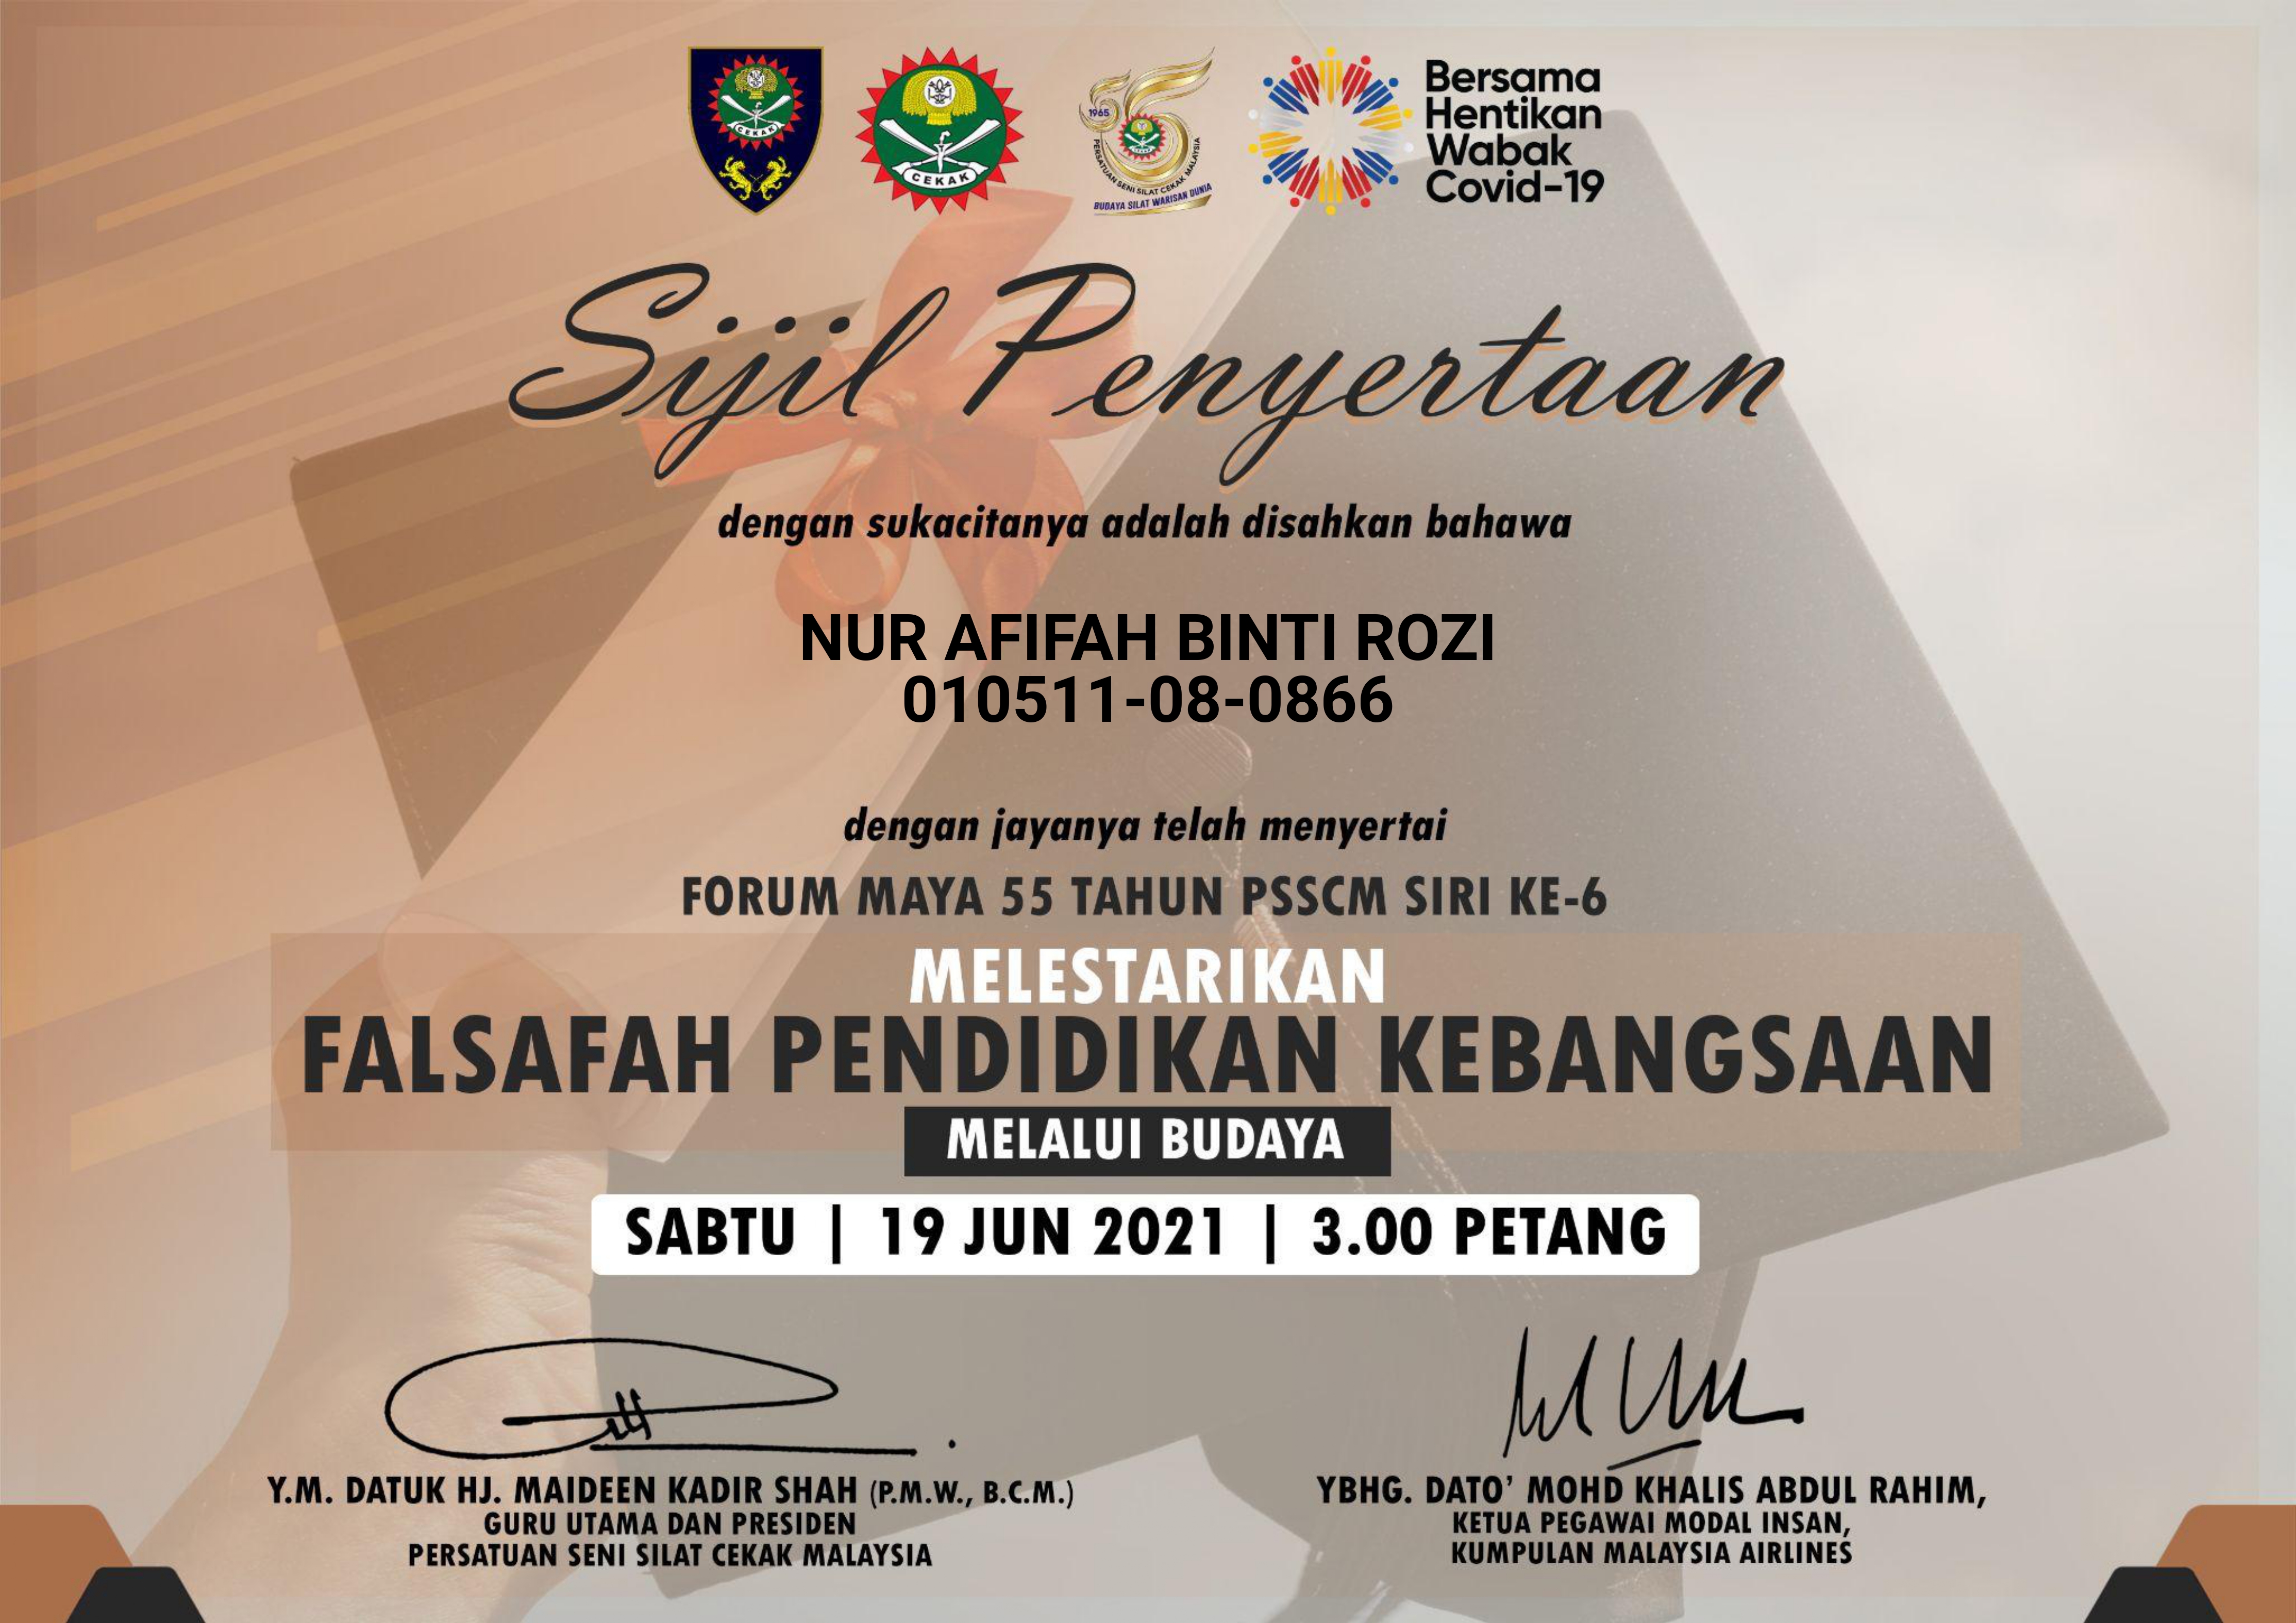 CEKAK
CEKAK
1965
PERSATUAN SENI SILAT CEKAK MALAYSIA
BUDAYA SILAT WARISAN DUNIA
Bersama
Hentikan
Wabak
Covid-19
Sijil Penyertaan
dengan sukacitanya adalah disahkan bahawa
NUR AFIFAH BINTI ROZI
010511-08-0866
dengan jayanya telah menyertai
FORUM MAYA 55 TAHUN PSSCM SIRI KE-6
MELESTARIKAN
FALSAFAH PENDIDIKAN KEBANGSAAN
MELALUI BUDAYA
SABTU | 19 JUN 2021 | 3.00 PETANG
Y.M. DATUK HJ. MAIDEEN KADIR SHAH (P.M.W., B.C.M.)
GURU UTAMA DAN PRESIDEN
PERSATUAN SENI SILAT CEKAK MALAYSIA
YBHG. DATO' MOHD KHALIS ABDUL RAHIM,
KETUA PEGAWAI MODAL INSAN,
KUMPULAN MALAYSIA AIRLINES